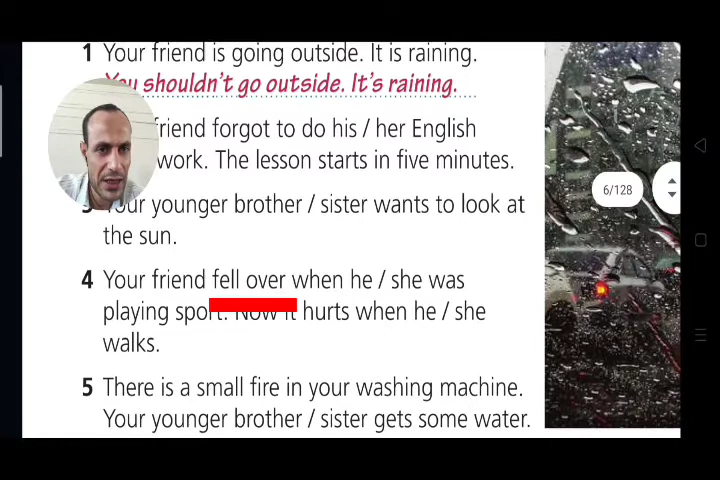 1 Your friend is going outside. It is raining.
You shouldn't go outside. It's raining.
friend forgot to do his / her English
work. The lesson starts in five minutes.
3 Your younger brother / sister wants to look at
the sun.
4 Your friend fell over when he / she was
playing sport. Now it hurts when he / she
walks.
5 There is a small fire in your washing machine.
Your younger brother / sister gets some water.
6/128